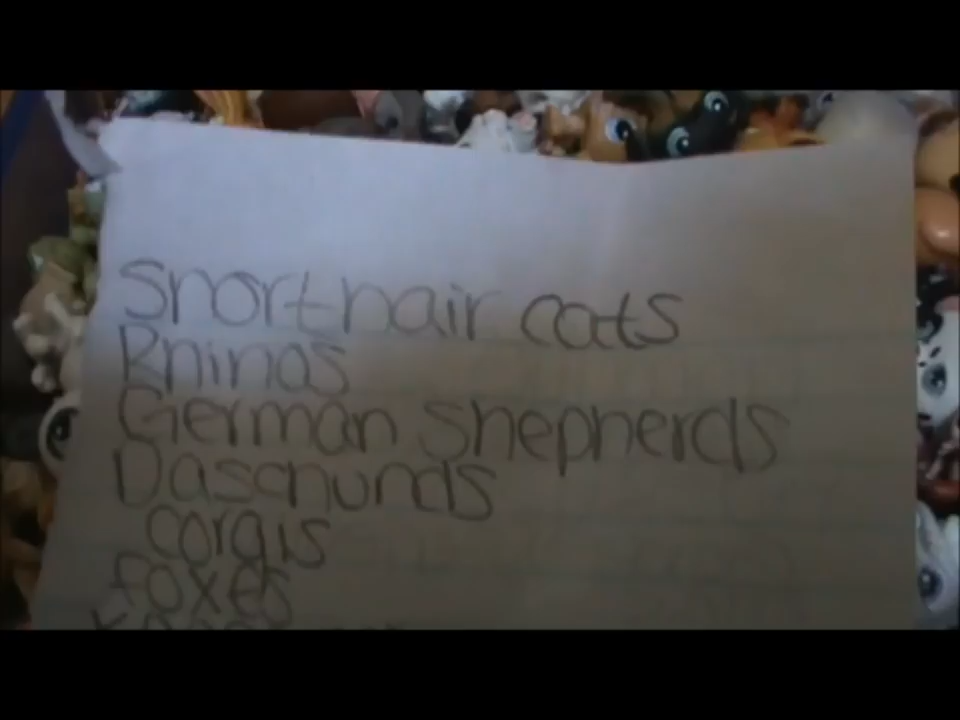 Shorthair cats
Rhinos
German Shepherds
Daschunds
corgis
foxes